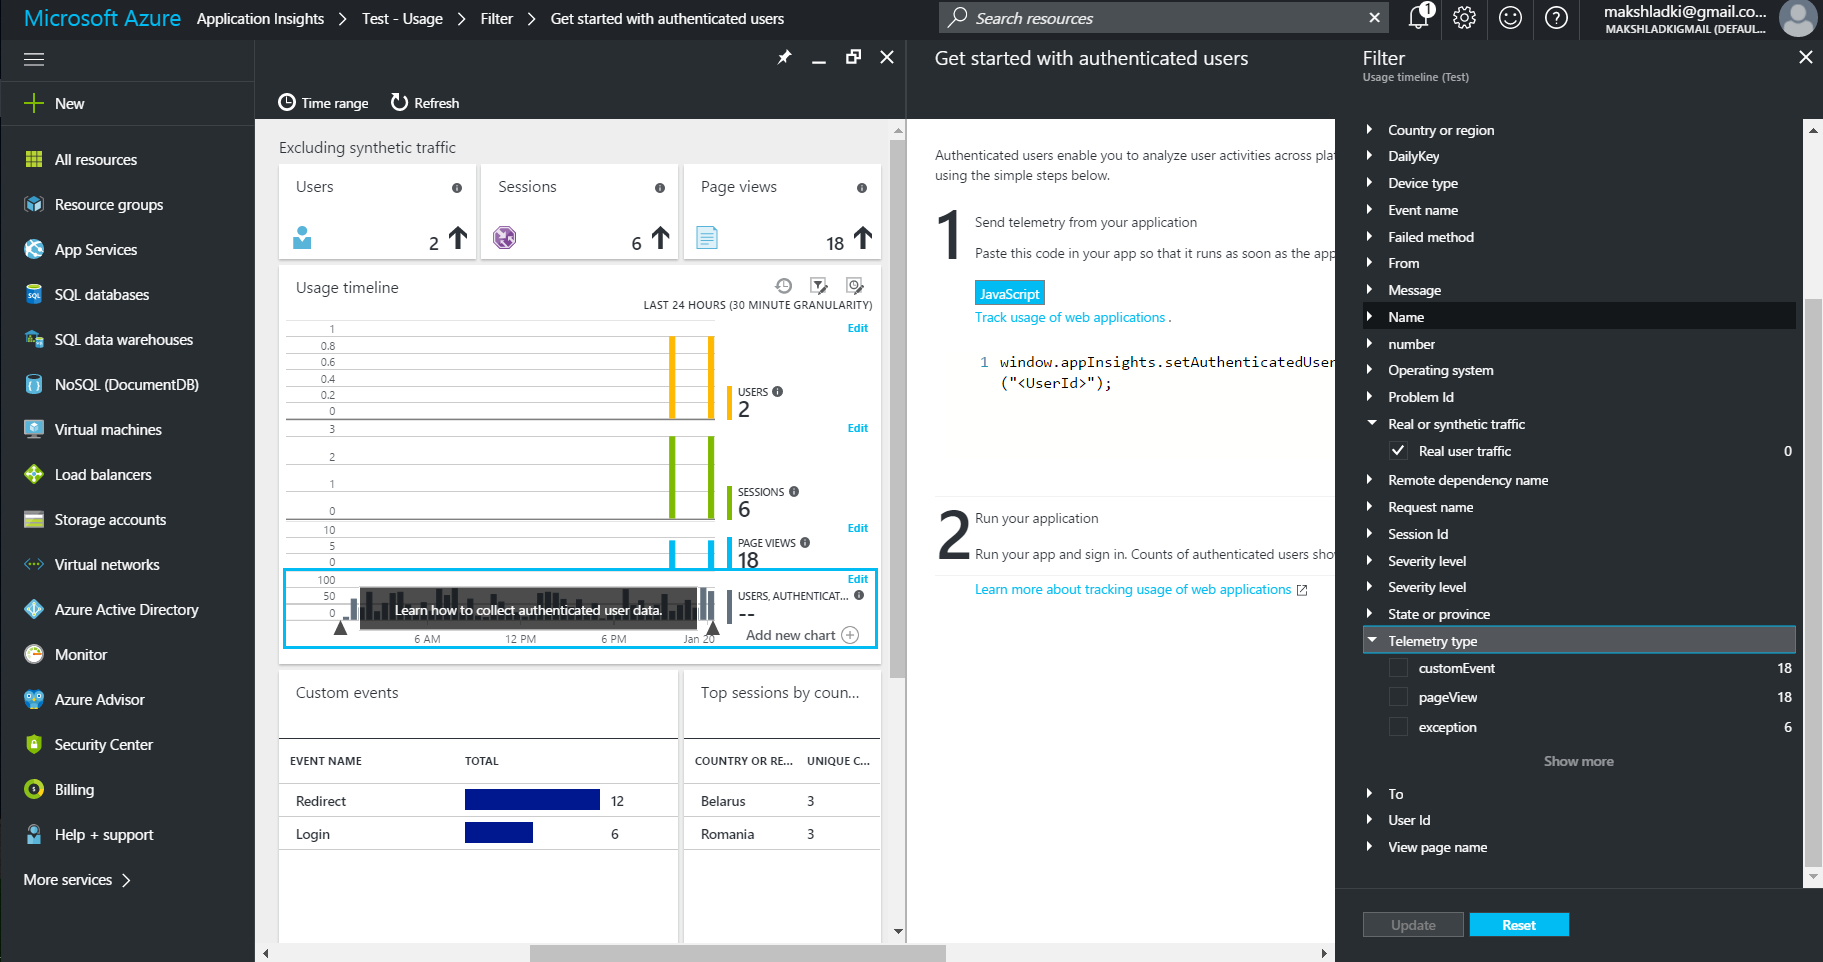 Microsoft Azure Application Insights > Test - Usage > Filter > Get started with authenticated users
Search resources
1
makshladki@gmail.co...
MAKSHLADKIGMAIL (DEFAUL...
New
All resources
Resource groups
App Services
SQL databases
SQL data warehouses
NoSQL (DocumentDB)
Virtual machines
Load balancers
Storage accounts
Virtual networks
Azure Active Directory
Monitor
Azure Advisor
Security Center
Billing
Help + support
More services >
Time range Refresh
Excluding synthetic traffic
Users
2
Sessions
6
Page views
18
Usage timeline
LAST 24 HOURS (30 MINUTE GRANULARITY)
Edit
1
0.8
0.6
0.4
0.2
0
USERS
2
Edit
3
2
1
0
SESSIONS
6
Edit
10
5
0
PAGE VIEWS
18
Edit
100
50
0
Learn how to collect authenticated user data.
USERS, AUTHENTICAT...
--
6 AM 12 PM 6 PM Jan 20
Add new chart
Custom events
EVENT NAME TOTAL
Redirect 12
Login 6
Top sessions by coun...
COUNTRY OR RE... UNIQUE C...
Belarus 3
Romania 3
Get started with authenticated users
Authenticated users enable you to analyze user activities across pla
using the simple steps below.
1
Send telemetry from your application
Paste this code in your app so that it runs as soon as the app
JavaScript
Track usage of web applications .
1 window.appInsights.setAuthenticatedUser
("<UserId>");
2
Run your application
Run your app and sign in. Counts of authenticated users sho
Learn more about tracking usage of web applications
Filter
Usage timeline (Test)
Country or region
DailyKey
Device type
Event name
Failed method
From
Message
Name
number
Operating system
Problem Id
Real or synthetic traffic
Real user traffic 0
Remote dependency name
Request name
Session Id
Severity level
Severity level
State or province
Telemetry type
customEvent 18
pageView 18
exception 6
Show more
To
User Id
View page name
Update Reset